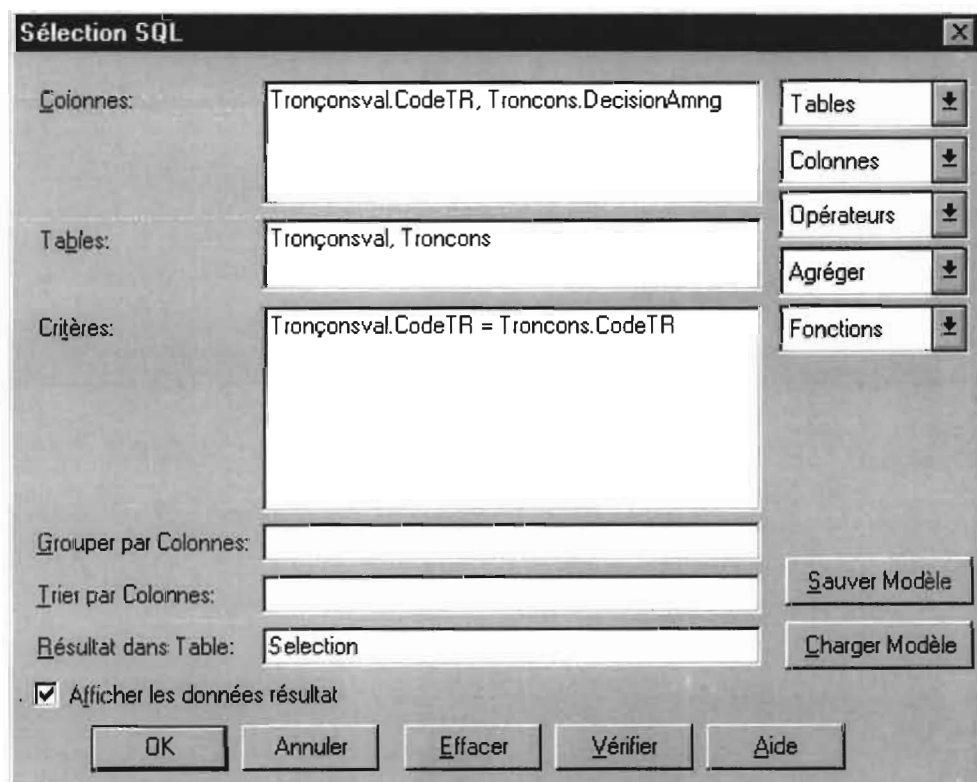 Sélection SQL
Colonnes:
Tronçonsval.CodeTR, Troncons.DecisionAmng
Tables
Colonnes
Opérateurs
Tables:
Tronçonsval, Troncons
Agréger
Critères:
Tronçonsval.CodeTR = Troncons.CodeTR
Fonctions
Grouper par Colonnes:
Trier par Colonnes:
Sauver Modèle
Résultat dans Table:
Selection
Charger Modèle
Afficher les données résultat
OK
Annuler
Effacer
Vérifier
Aide